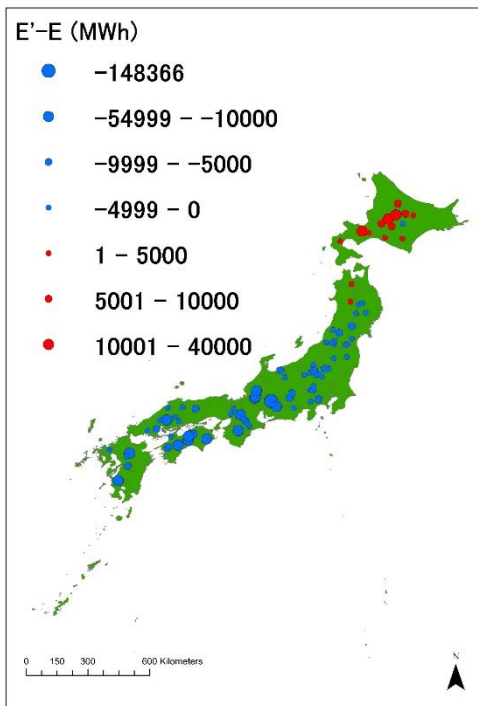 E'-E (MWh)
-148366
-54999 - -10000
-9999 - -5000
-4999 - 0
1 - 5000
5001 - 10000
10001 - 40000
0 150 300 600 Kilometers
N